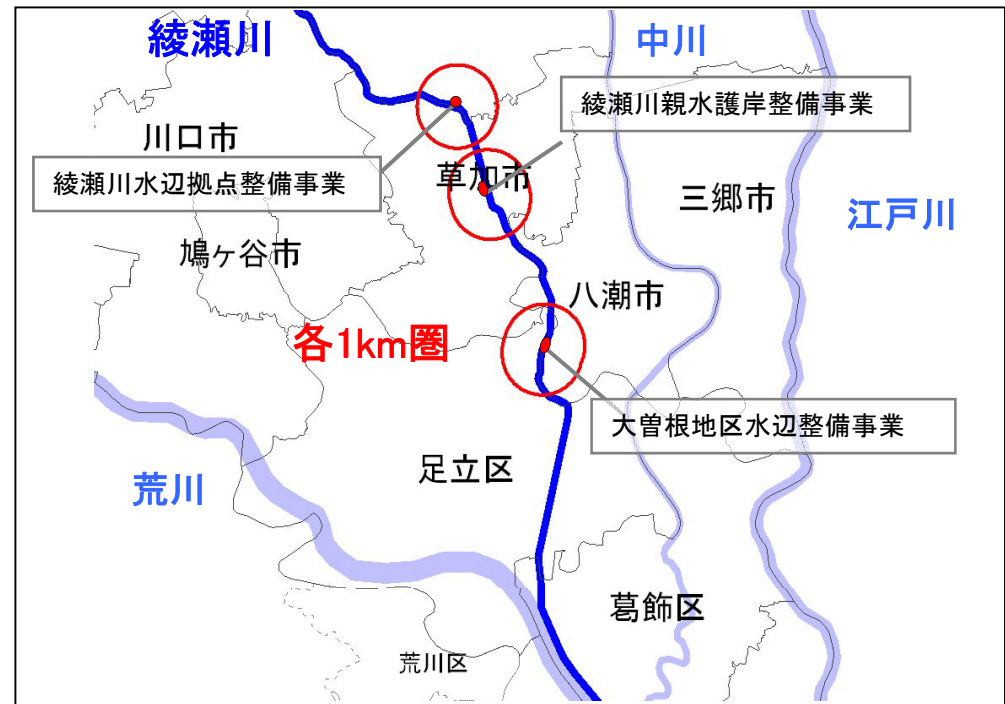 綾瀬川
中川
綾瀬川親水護岸整備事業
川口市
綾瀬川水辺拠点整備事業
草加市
三郷市
江戸川
鳩ヶ谷市
八潮市
各1km圏
大曽根地区水辺整備事業
足立区
荒川
葛飾区
荒川区